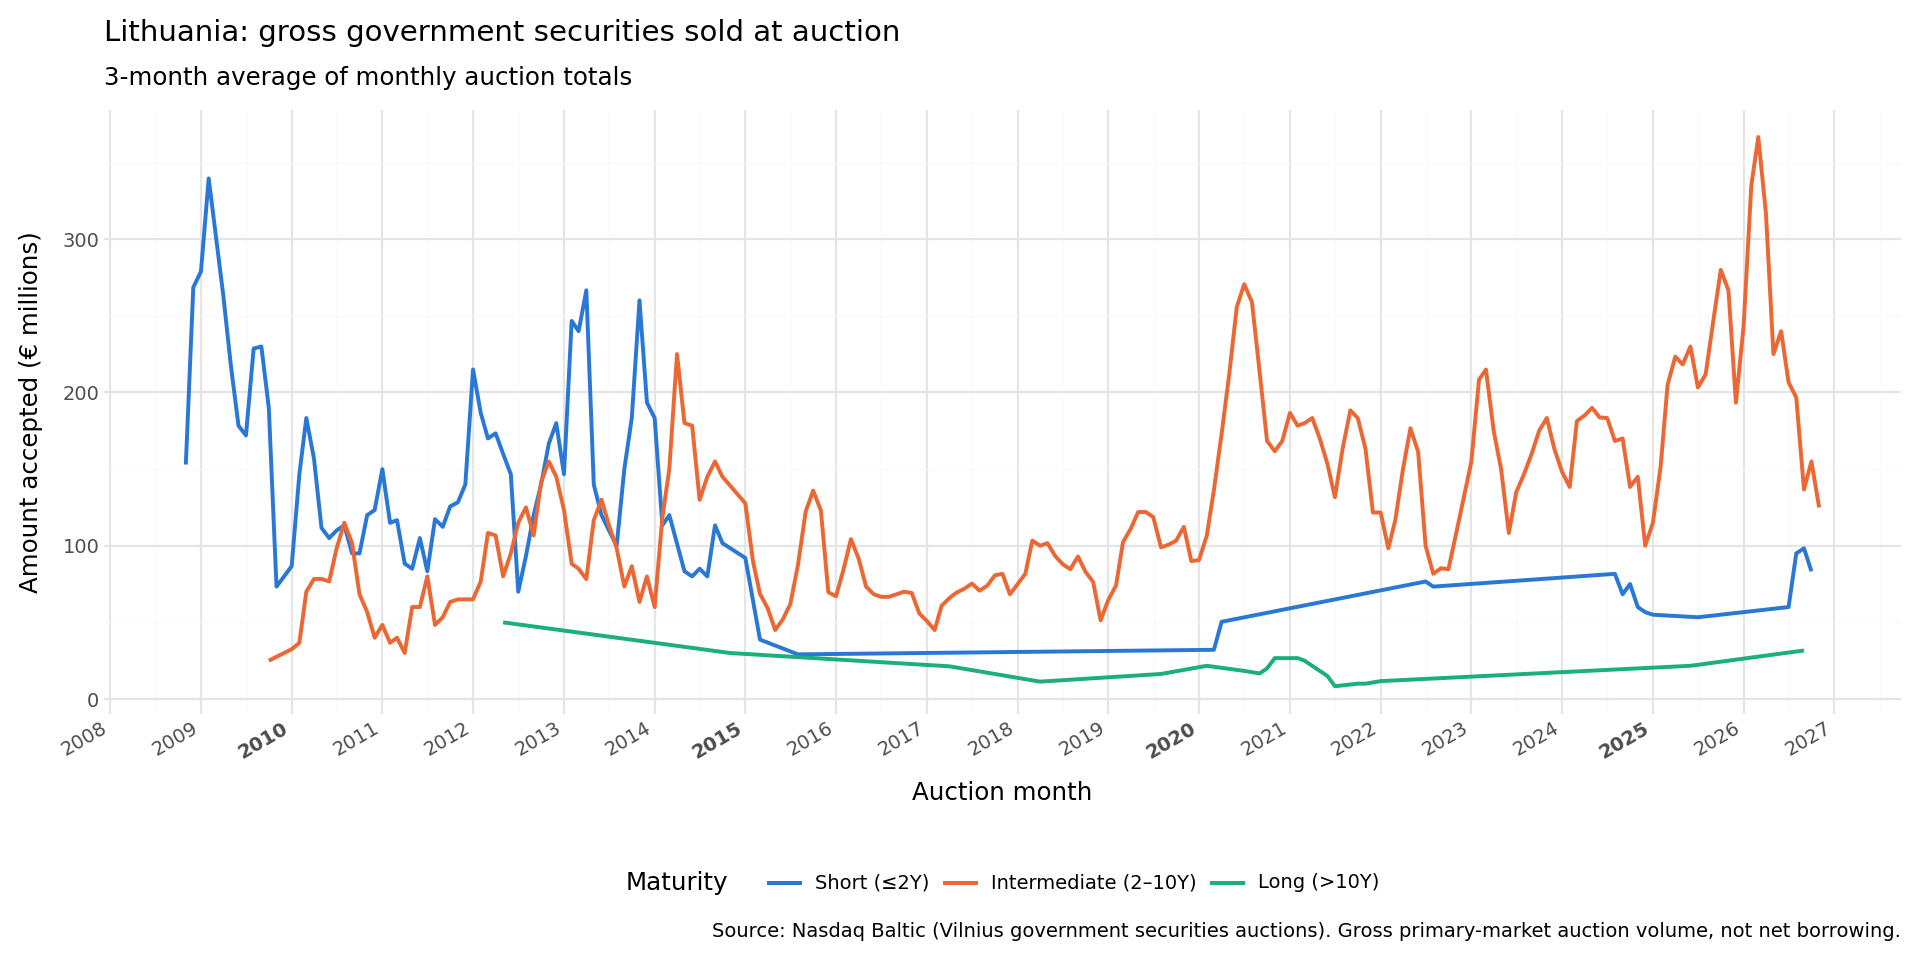 Lithuania: gross government securities sold at auction
3-month average of monthly auction totals
Amount accepted (€ millions)
300
200
100
0
2008 2009 2010 2011 2012 2013 2014 2015 2016 2017 2018 2019 2020 2021 2022 2023 2024 2025 2026 2027
Auction month
Maturity Short (≤2Y) Intermediate (2–10Y) Long (>10Y)
Source: Nasdaq Baltic (Vilnius government securities auctions). Gross primary-market auction volume, not net borrowing.